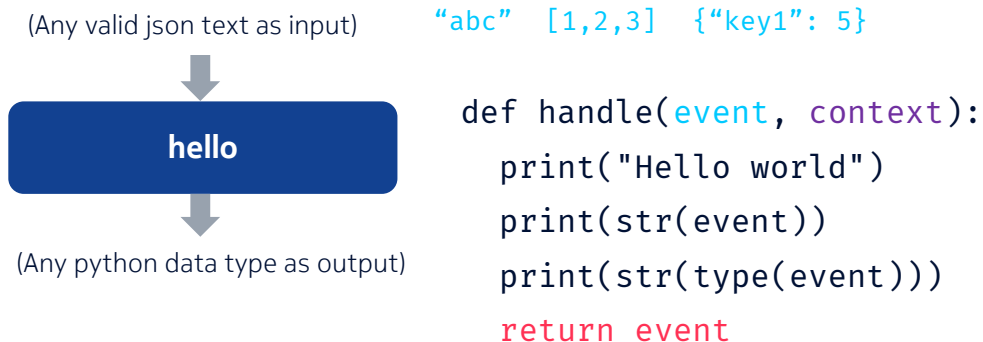 (Any valid json text as input)
hello
(Any python data type as output)
“abc” [1,2,3] {“key1”: 5}
def handle(event, context):
print("Hello world")
print(str(event))
print(str(type(event)))
return event